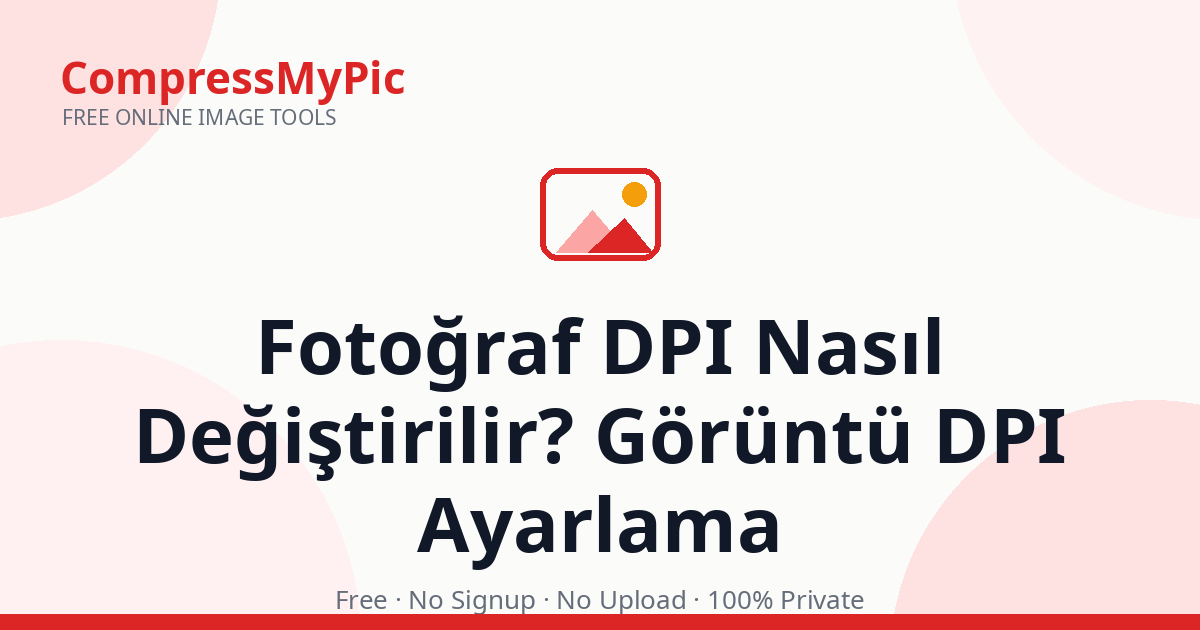 CompressMyPic
FREE ONLINE IMAGE TOOLS
Fotoğraf DPI Nasıl
Değiştirilir? Görüntü DPI
Ayarlama
Free · No Signup · No Upload · 100% Private